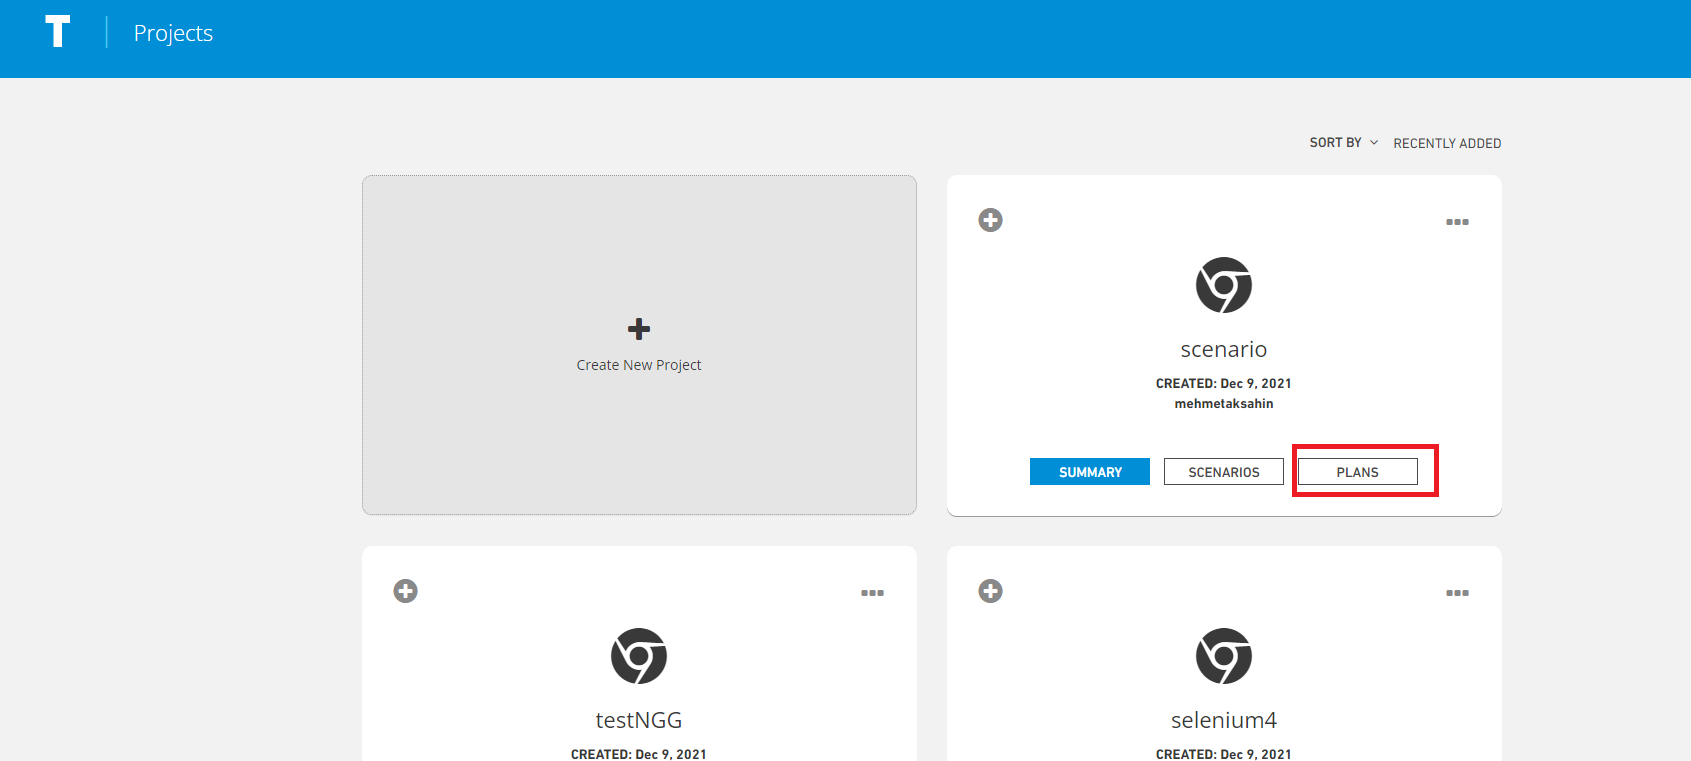 T
Projects
SORT BY RECENTLY ADDED
Create New Project
scenario
CREATED: Dec 9, 2021
mehmetaksahin
SUMMARY
SCENARIOS
PLANS
testNGG
CREATED: Dec 9, 2021
selenium4
CREATED: Dec 9, 2021